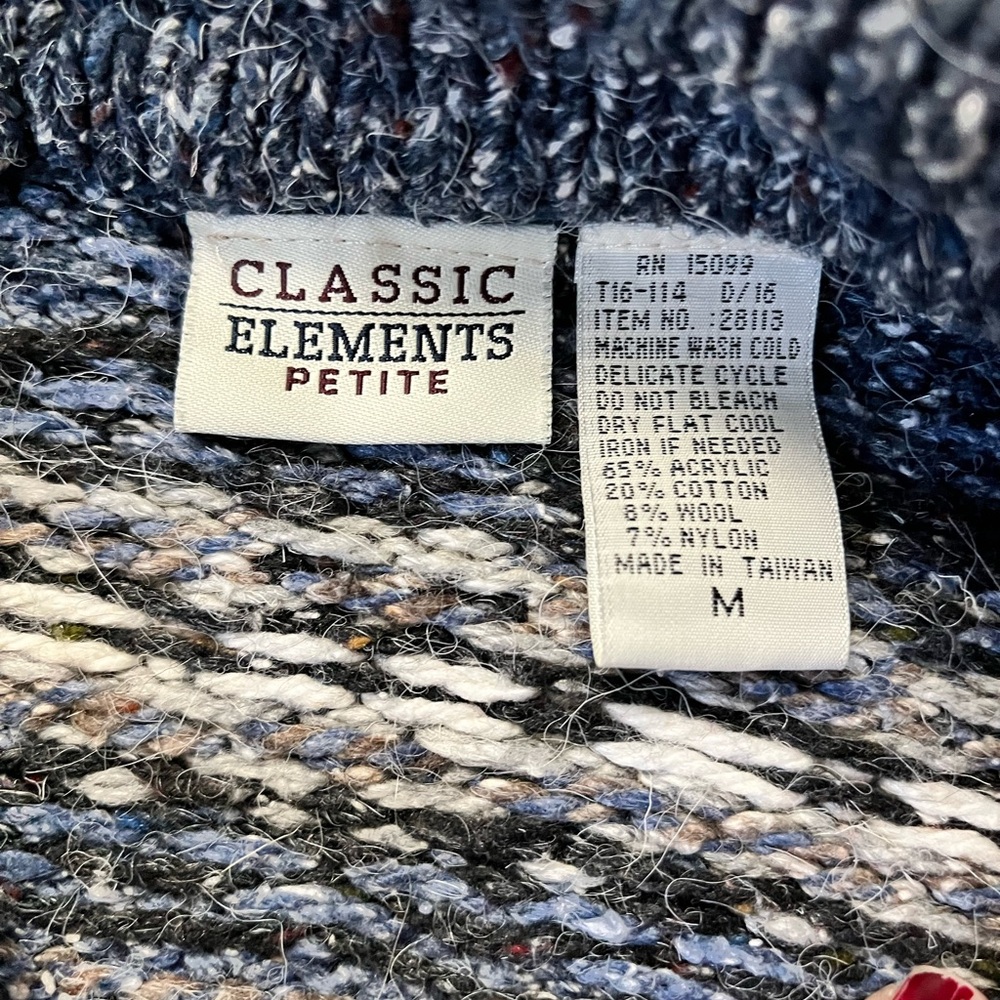 CLASSIC
ELEMENTS
PETITE
RN 15099
T16-114 D/16
ITEM NO. :28113
MACHINE WASH COLD
DELICATE CYCLE
DO NOT BLEACH
DRY FLAT COOL
IRON IF NEEDED
65% ACRYLIC
20% COTTON
8% WOOL
7% NYLON
MADE IN TAIWAN
M